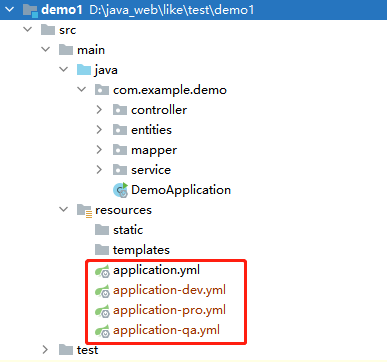 demo1 D:\java_web\like\test\demo1
src
main
java
com.example.demo
controller
entities
mapper
service
DemoApplication
resources
static
templates
application.yml
application-dev.yml
application-pro.yml
application-qa.yml
test